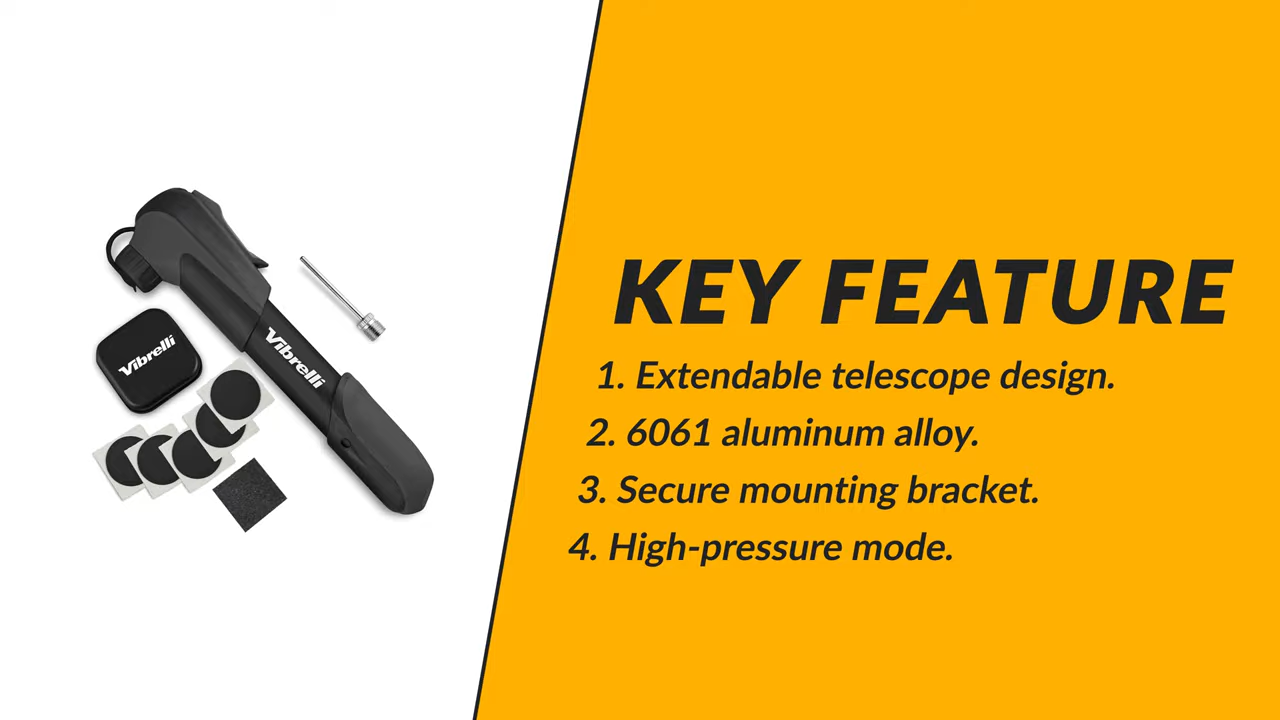 Vibrelli
Vibrelli
KEY FEATURE
1. Extendable telescope design.
2. 6061 aluminum alloy.
3. Secure mounting bracket.
4. High-pressure mode.